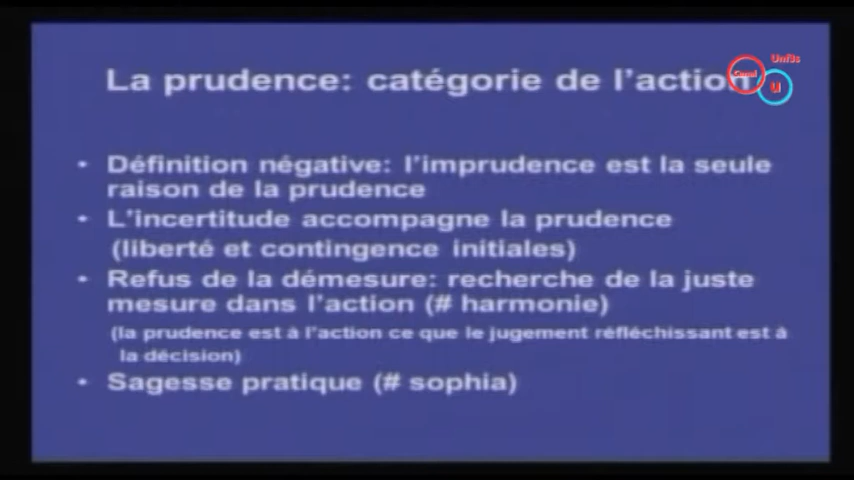 La prudence: catégorie de l'action
Unf3s
Canal
u
• Définition négative: l'imprudence est la seule
raison de la prudence
• L'incertitude accompagne la prudence
(liberté et contingence initiales)
• Refus de la démesure: recherche de la juste
mesure dans l'action (# harmonie)
(la prudence est à l'action ce que le jugement réfléchissant est à
la décision)
• Sagesse pratique (# sophia)